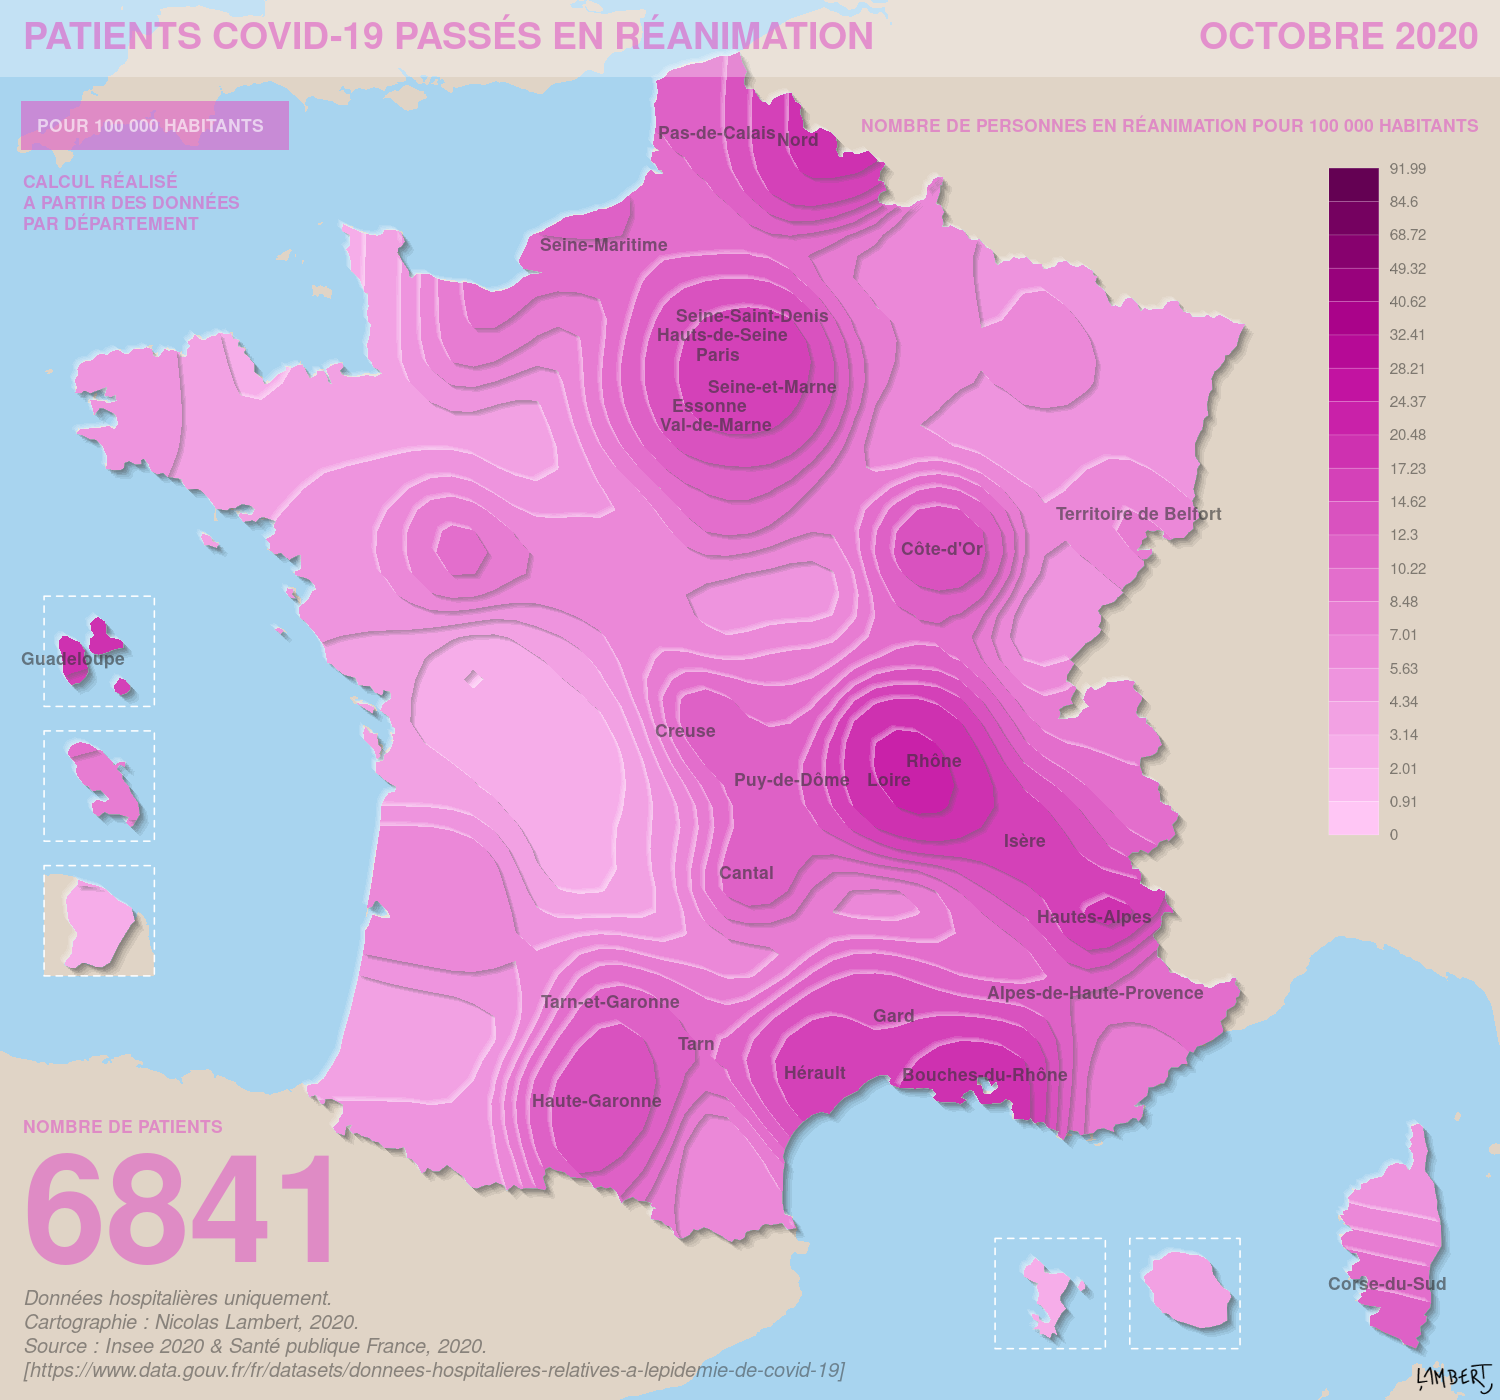 PATIENTS COVID-19 PASSÉS EN RÉANIMATION
OCTOBRE 2020
POUR 100 000 HABITANTS
CALCUL RÉALISÉ
A PARTIR DES DONNÉES
PAR DÉPARTEMENT
NOMBRE DE PERSONNES EN RÉANIMATION POUR 100 000 HABITANTS
91.99
84.6
68.72
49.32
40.62
32.41
28.21
24.37
20.48
17.23
14.62
12.3
10.22
8.48
7.01
5.63
4.34
3.14
2.01
0.91
0
Pas-de-Calais
Nord
Seine-Maritime
Seine-Saint-Denis
Hauts-de-Seine
Paris
Seine-et-Marne
Essonne
Val-de-Marne
Territoire de Belfort
Côte-d'Or
Guadeloupe
Creuse
Rhône
Puy-de-Dôme
Loire
Isère
Cantal
Hautes-Alpes
Alpes-de-Haute-Provence
Tarn-et-Garonne
Gard
Tarn
Hérault
Bouches-du-Rhône
Haute-Garonne
Corse-du-Sud
NOMBRE DE PATIENTS
6841
Données hospitalières uniquement.
Cartographie : Nicolas Lambert, 2020.
Source : Insee 2020 & Santé publique France, 2020.
[https://www.data.gouv.fr/fr/datasets/donnees-hospitalieres-relatives-a-lepidemie-de-covid-19]
LAMBERT